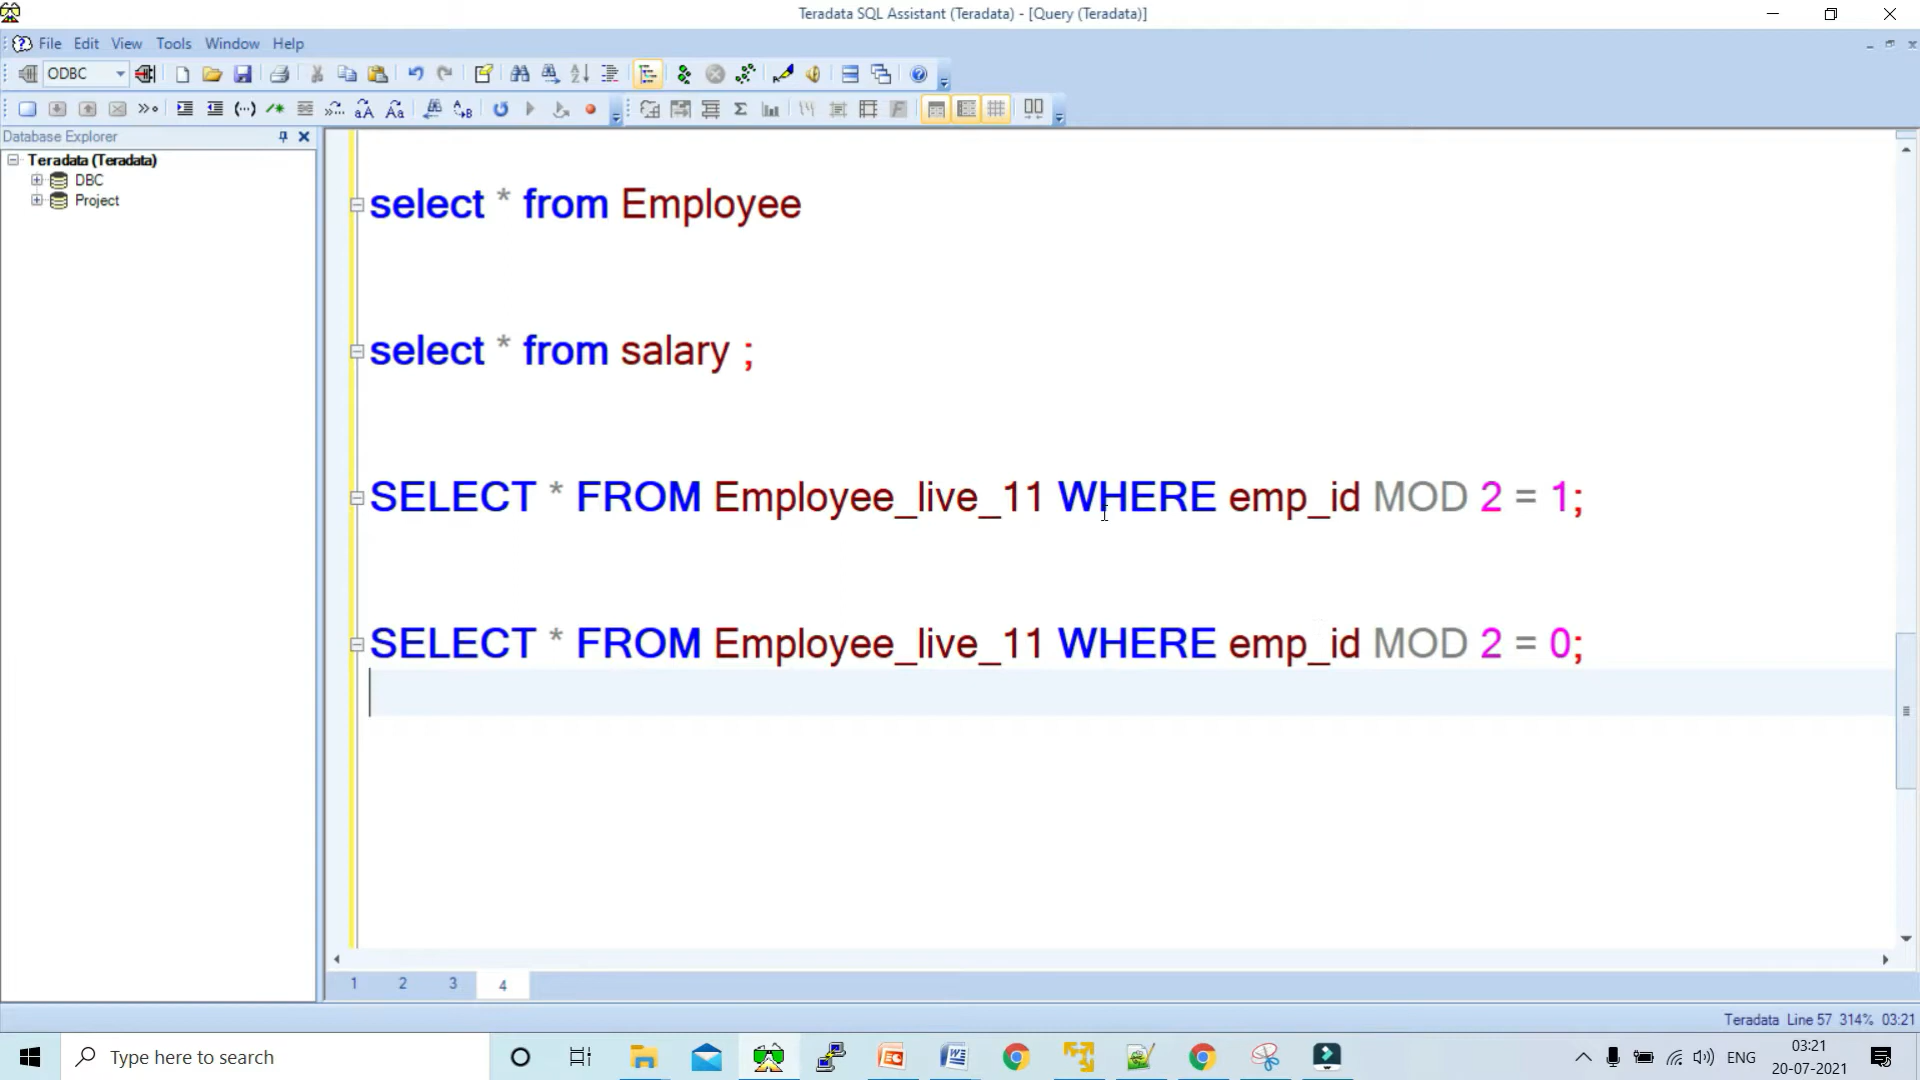 Teradata SQL Assistant (Teradata) - [Query (Teradata)]
File Edit View Tools Window Help
ODBC
Database Explorer
Teradata (Teradata)
DBC
Project
select * from Employee
select * from salary ;
SELECT * FROM Employee_live_11 WHERE emp_id MOD 2 = 1;
SELECT * FROM Employee_live_11 WHERE emp_id MOD 2 = 0;
1 2 3 4
Teradata Line 57 314% 03:21
Type here to search
ENG
03:21
20-07-2021